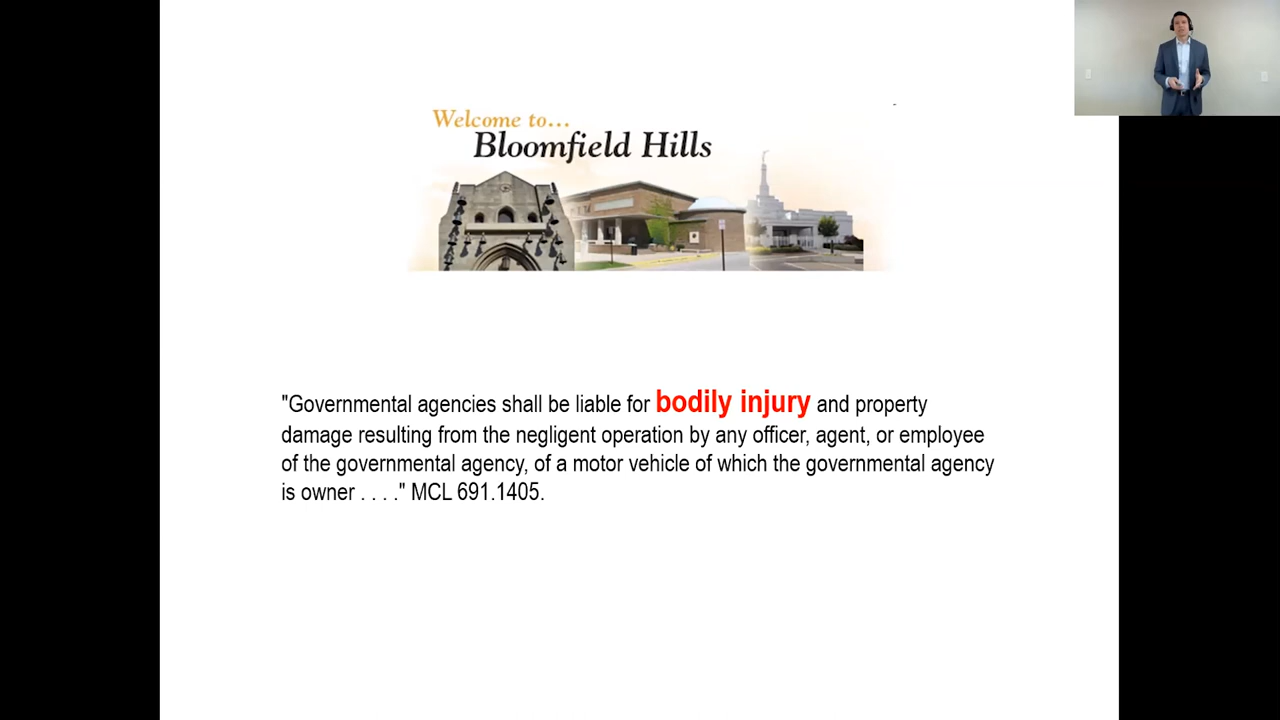 Welcome to...
Bloomfield Hills
"Governmental agencies shall be liable for bodily injury and property
damage resulting from the negligent operation by any officer, agent, or employee
of the governmental agency, of a motor vehicle of which the governmental agency
is owner . . . ." MCL 691.1405.